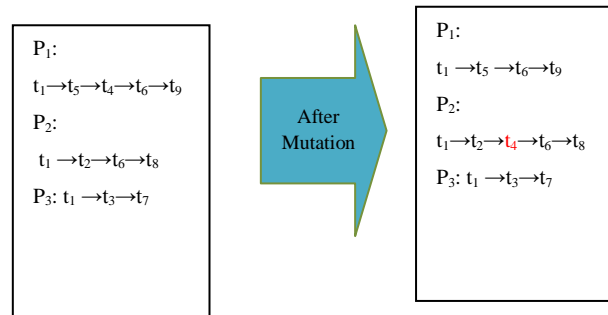 P₁:
t₁→t₅→t₄→t₆→t₉
P₂:
t₁ →t₂→t₆→t₈
P₃: t₁ →t₃→t₇
After
Mutation
P₁:
t₁ →t₅ →t₆→t₉
P₂:
t₁→t₂→t₄→t₆→t₈
P₃: t₁ →t₃→t₇